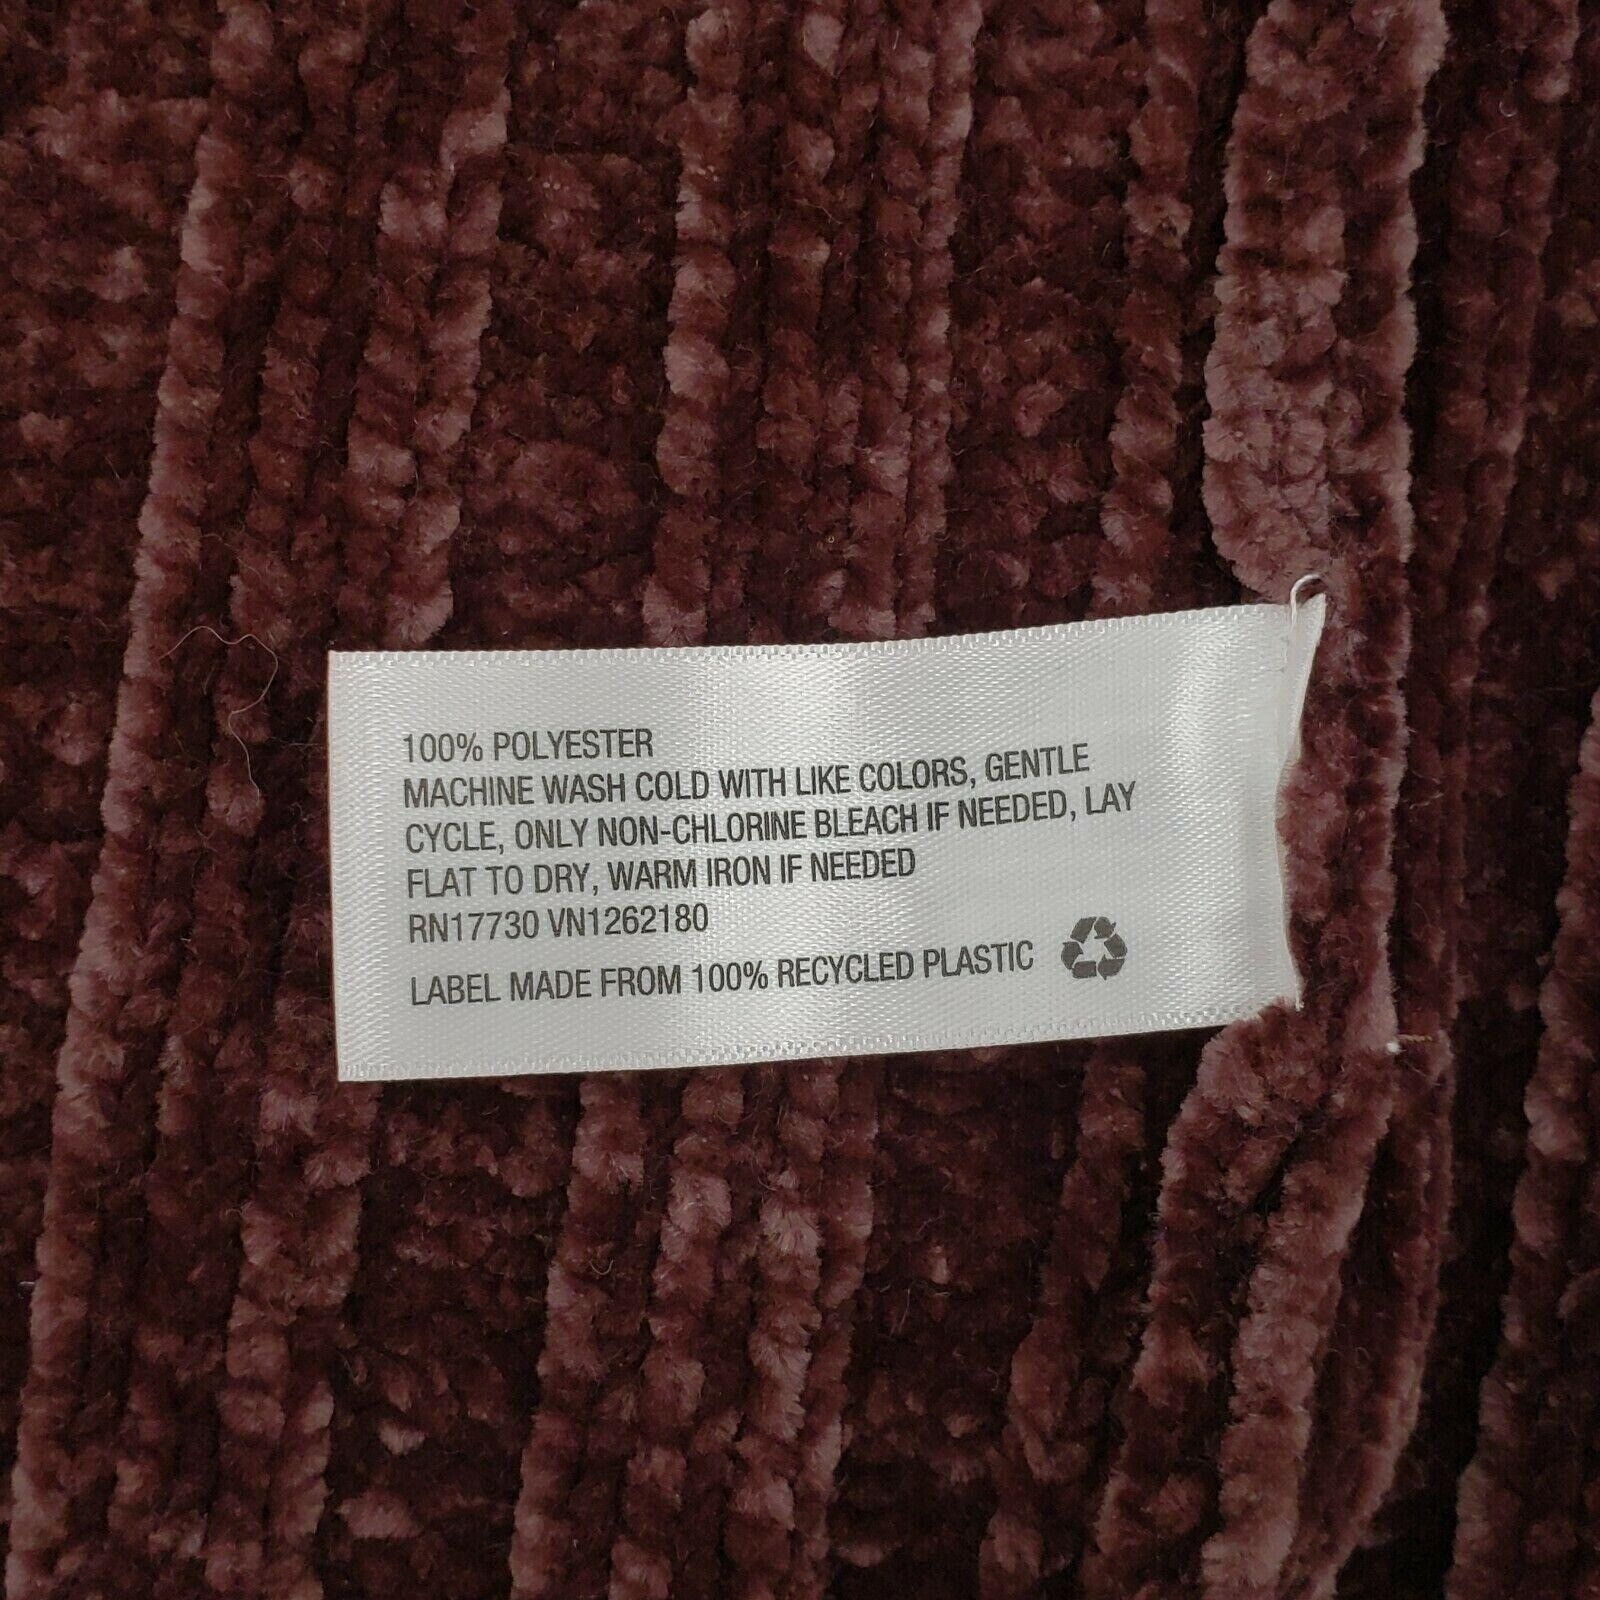 100% POLYESTER
MACHINE WASH COLD WITH LIKE COLORS, GENTLE
CYCLE, ONLY NON-CHLORINE BLEACH IF NEEDED, LAY
FLAT TO DRY, WARM IRON IF NEEDED
RN17730 VN1262180
LABEL MADE FROM 100% RECYCLED PLASTIC